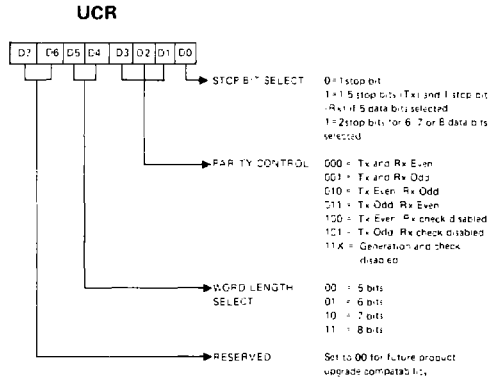 UCR
D7 D6 D5 D4 D3 D2 D1 D0
STOP BIT SELECT
0 = 1 stop bit
1 = 1.5 stop bits (Tx) and 1 stop bit
(Rx) if 5 data bits selected
1 = 2 stop bits for 6, 7 or 8 data bits
selected
PARITY CONTROL
000 = Tx and Rx Even
001 = Tx and Rx Odd
010 = Tx Even, Rx Odd
011 = Tx Odd, Rx Even
100 = Tx Even, Rx check disabled
101 = Tx Odd, Rx check disabled
11X = Generation and check
disabled
WORD LENGTH
SELECT
00 = 5 bits
01 = 6 bits
10 = 7 bits
11 = 8 bits
RESERVED
Set to 00 for future product
upgrade compatability